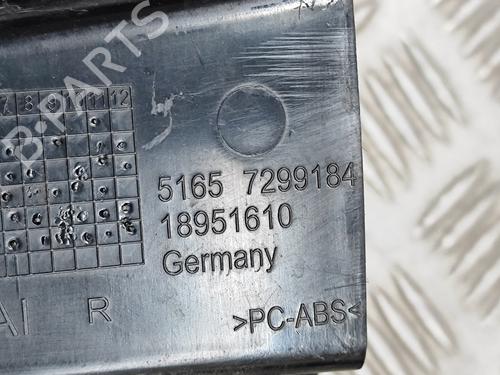 B-PARTS
7 8 9 10 11 12
5165 7299184
18951610
Germany
R
>PC-ABS<